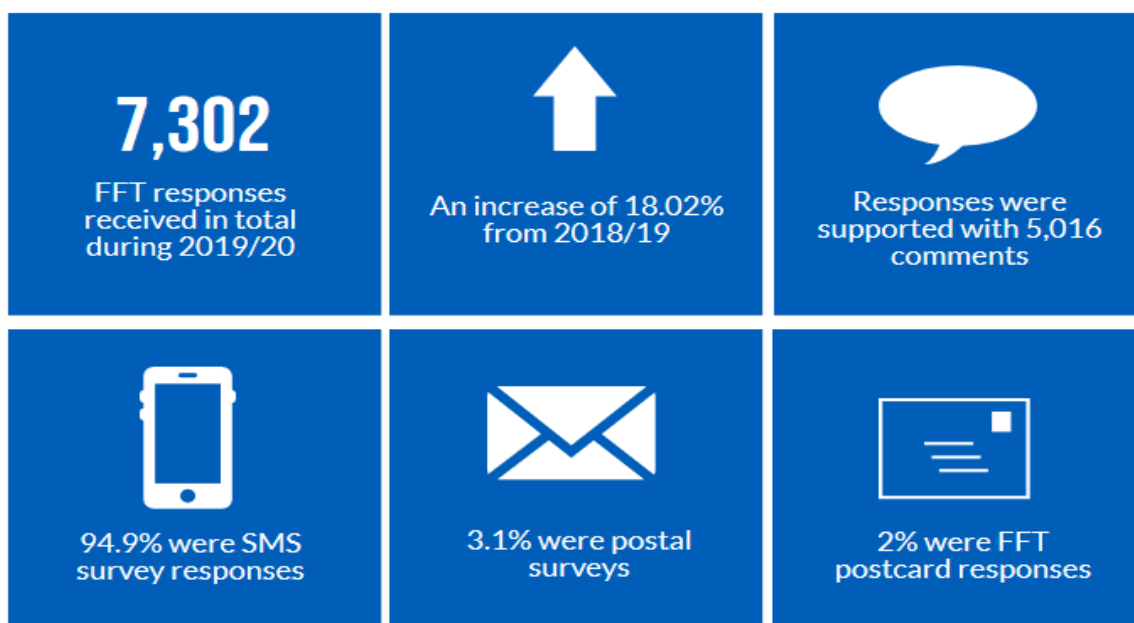 7,302
FFT responses
received in total
during 2019/20
An increase of 18.02%
from 2018/19
Responses were
supported with 5,016
comments
94.9% were SMS
survey responses
3.1% were postal
surveys
2% were FFT
postcard responses